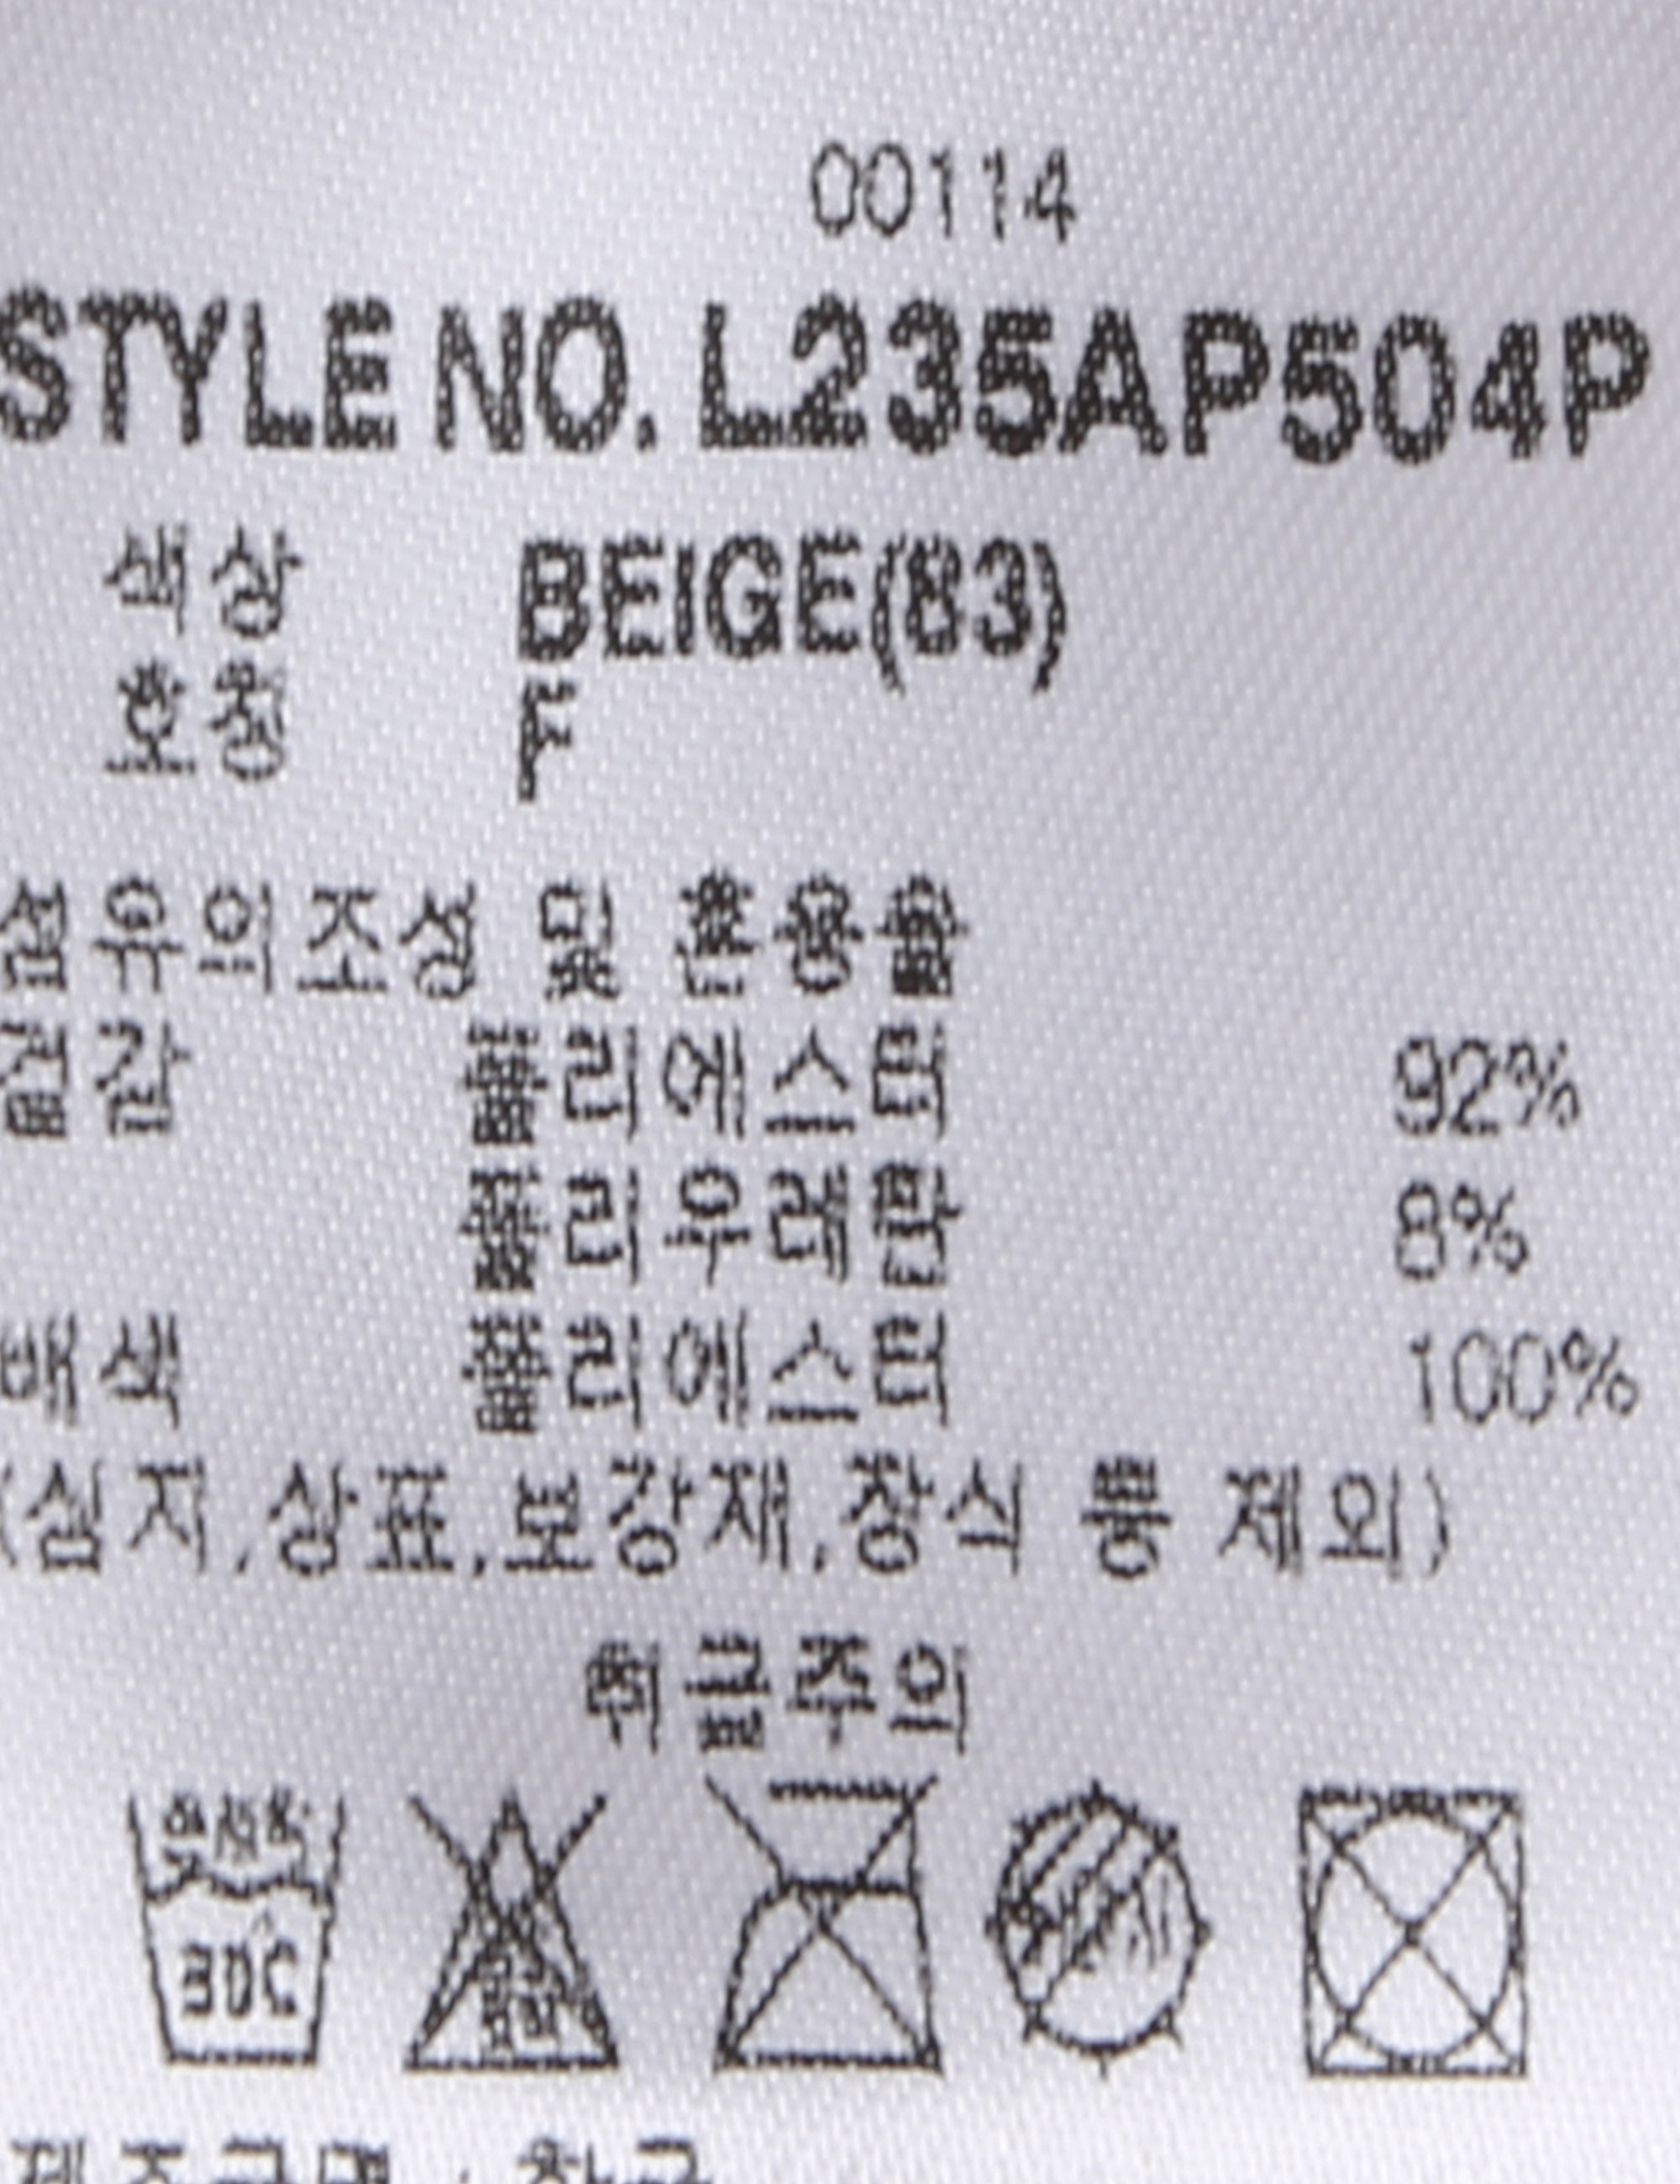 00114
STYLE NO. L235AP504P
색상 BEIGE(83)
호칭 F
섬유의조성 및 혼용율
겉감 폴리에스터 92%
폴리우레탄 8%
배색 폴리에스터 100%
(심지,상표,보강재,장식 등 제외)
취급주의
30C